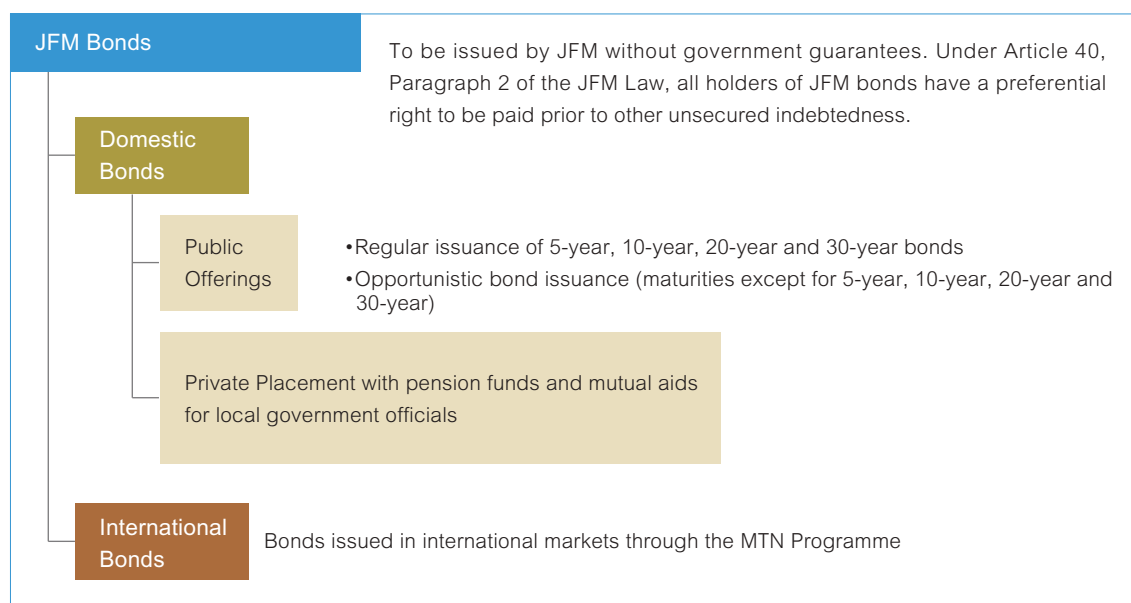 JFM Bonds
To be issued by JFM without government guarantees. Under Article 40,
Paragraph 2 of the JFM Law, all holders of JFM bonds have a preferential
right to be paid prior to other unsecured indebtedness.
Domestic
Bonds
Public
Offerings
•Regular issuance of 5-year, 10-year, 20-year and 30-year bonds
•Opportunistic bond issuance (maturities except for 5-year, 10-year, 20-year and
30-year)
Private Placement with pension funds and mutual aids
for local government officials
International
Bonds
Bonds issued in international markets through the MTN Programme